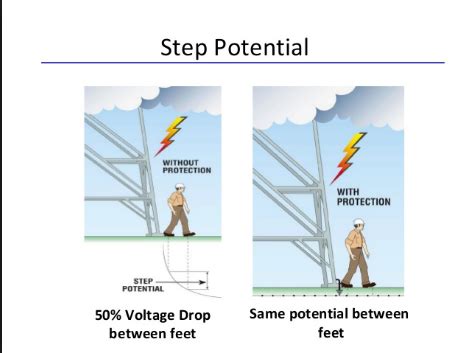 Step Potential
WITHOUT
PROTECTION
STEP
POTENTIAL
50% Voltage Drop
between feet
WITH
PROTECTION
Same potential between
feet